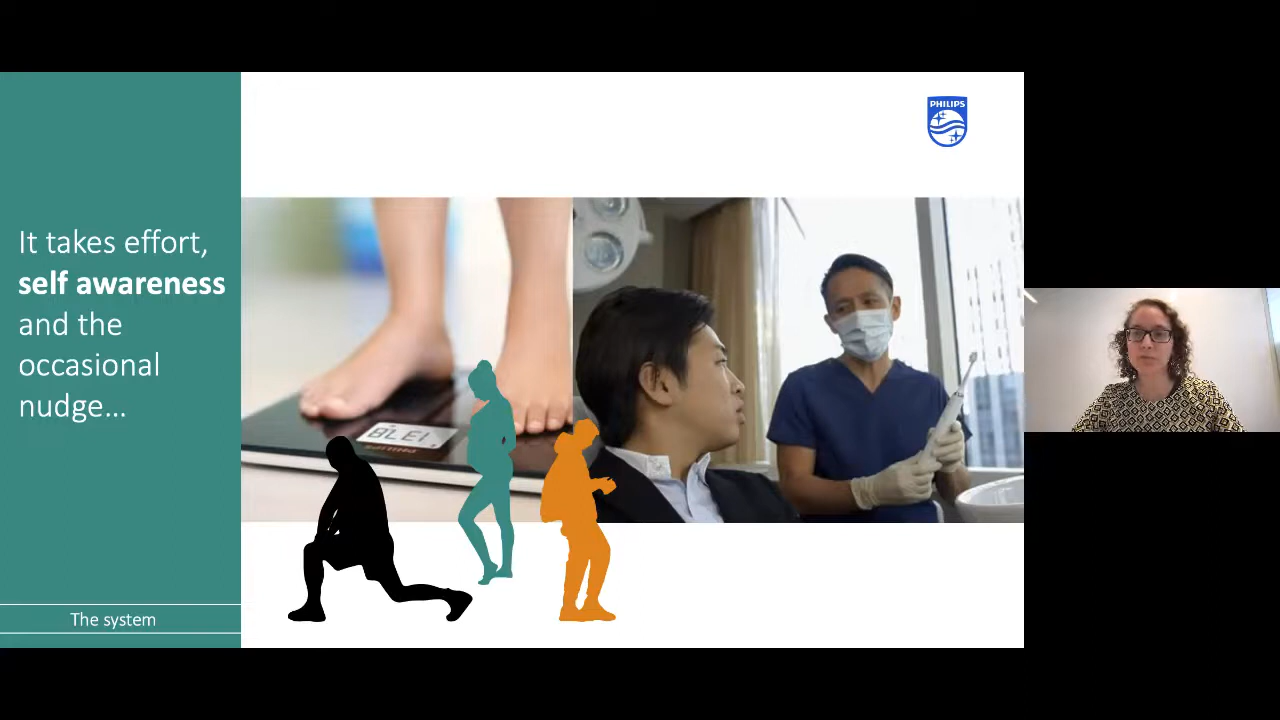 It takes effort,
self awareness
and the
occasional
nudge...
The system
PHILIPS